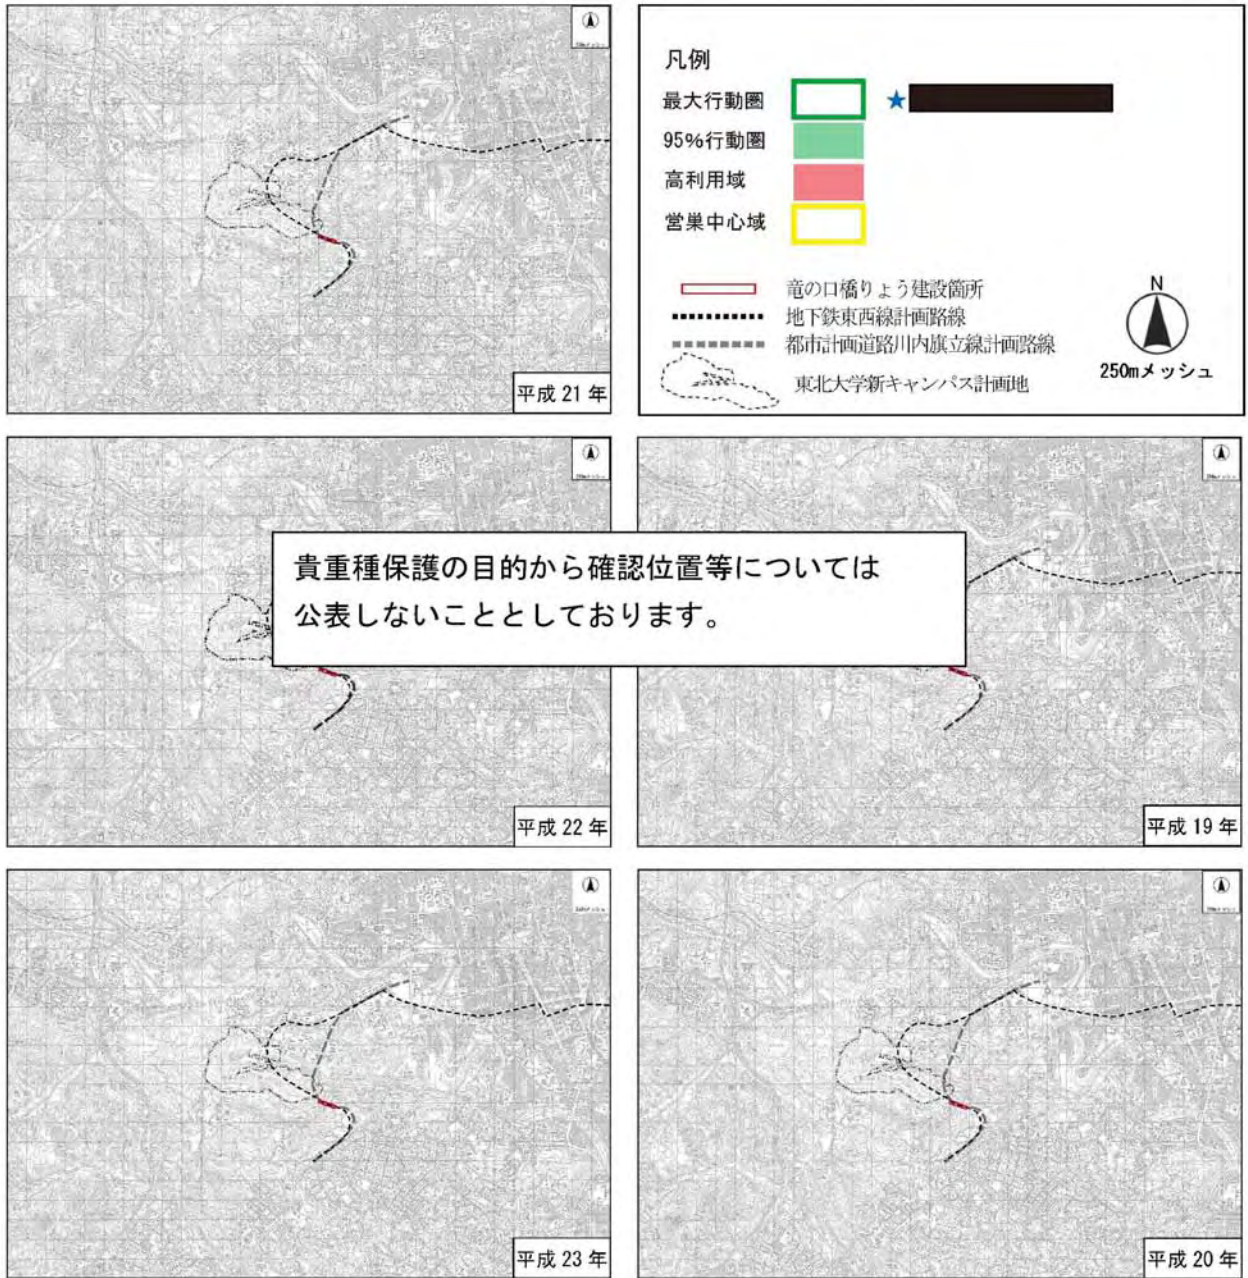 平成 21 年
凡例
最大行動圏
★
95%行動圏
高利用域
営巣中心域
竜の口橋りょう建設箇所
地下鉄東西線計画路線
都市計画道路川内旗立線計画路線
東北大学新キャンパス計画地
N
250mメッシュ
貴重種保護の目的から確認位置等については
公表しないこととしております。
平成 22 年
平成 19 年
平成 23 年
平成 20 年